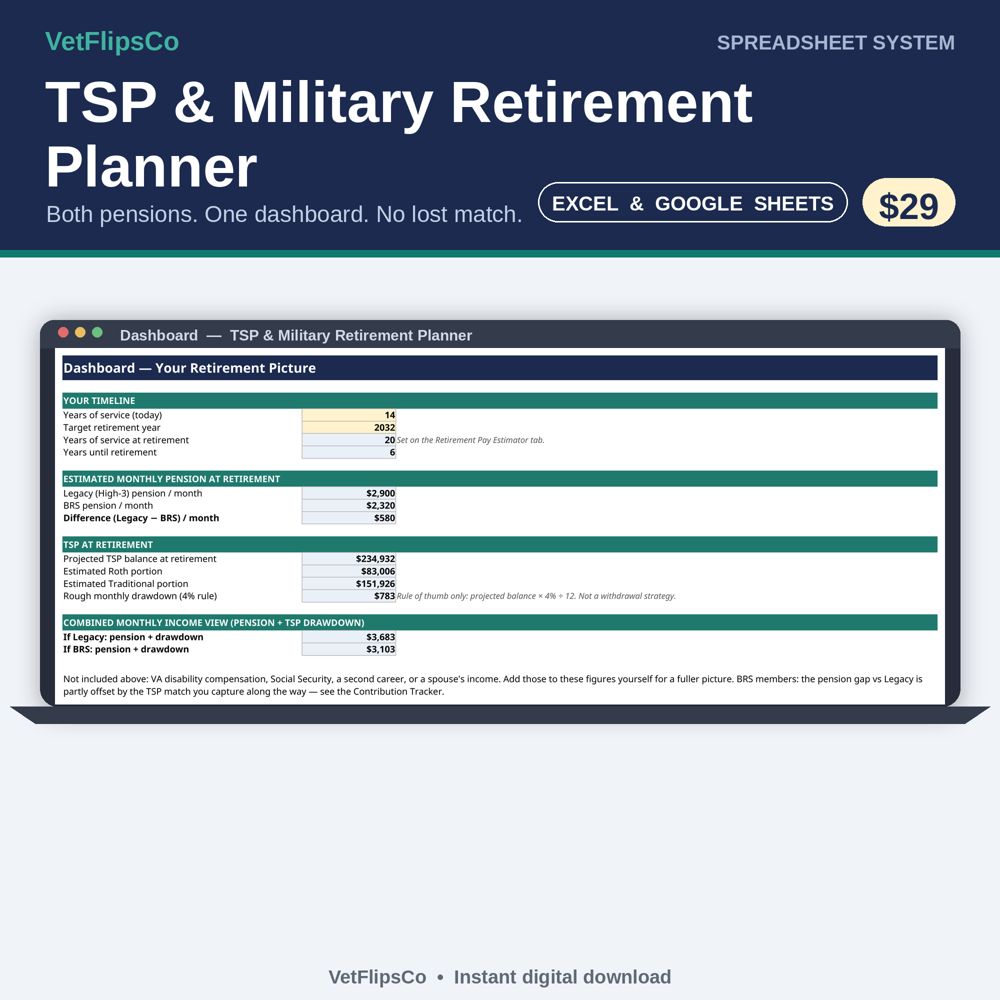 VetFlipsCo
SPREADSHEET SYSTEM
TSP & Military Retirement
Planner
Both pensions. One dashboard. No lost match.
EXCEL & GOOGLE SHEETS
$29
Dashboard — TSP & Military Retirement Planner
Dashboard — Your Retirement Picture
YOUR TIMELINE
Years of service (today) 14
Target retirement year 2032
Years of service at retirement 20 Set on the Retirement Pay Estimator tab.
Years until retirement 6
ESTIMATED MONTHLY PENSION AT RETIREMENT
Legacy (High-3) pension / month $2,900
BRS pension / month $2,320
Difference (Legacy − BRS) / month $580
TSP AT RETIREMENT
Projected TSP balance at retirement $234,932
Estimated Roth portion $83,006
Estimated Traditional portion $151,926
Rough monthly drawdown (4% rule) $783 Rule of thumb only: projected balance × 4% ÷ 12. Not a withdrawal strategy.
COMBINED MONTHLY INCOME VIEW (PENSION + TSP DRAWDOWN)
If Legacy: pension + drawdown $3,683
If BRS: pension + drawdown $3,103
Not included above: VA disability compensation, Social Security, a second career, or a spouse's income. Add those to these figures yourself for a fuller picture. BRS members: the pension gap vs Legacy is
partly offset by the TSP match you capture along the way — see the Contribution Tracker.
VetFlipsCo • Instant digital download